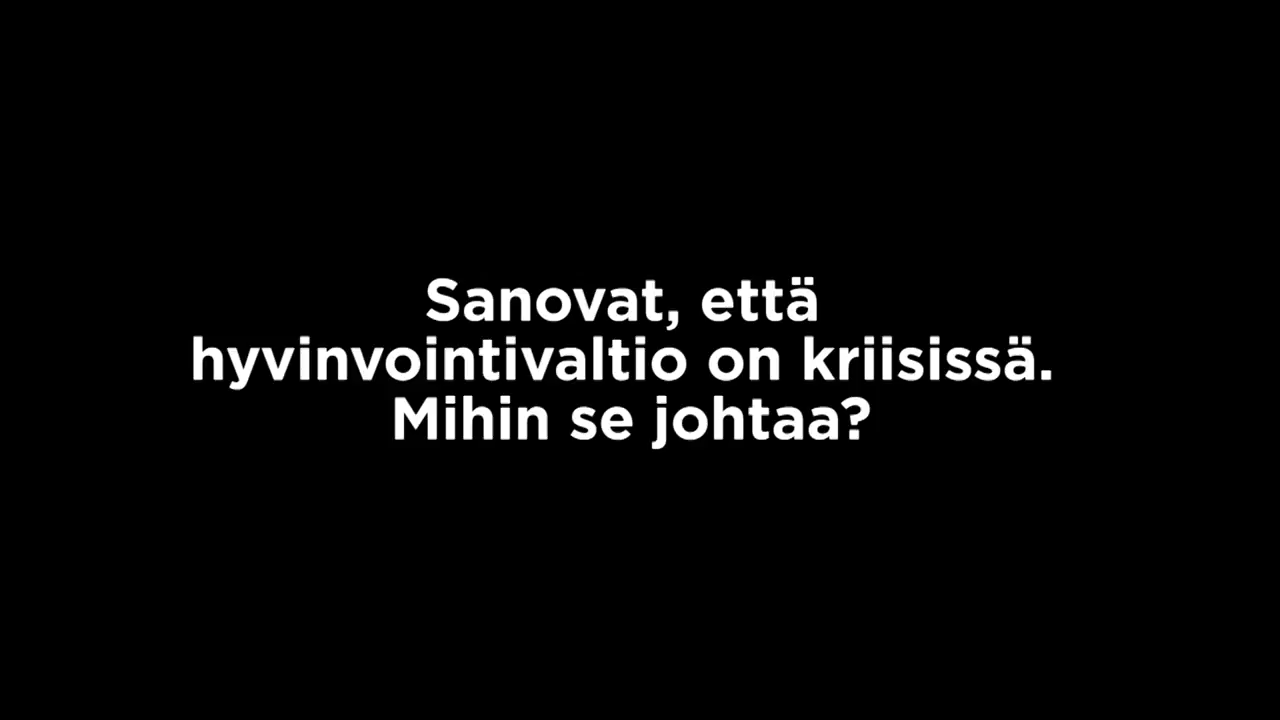 Sanovat, että
hyvinvointivaltio on kriisissä.
Mihin se johtaa?